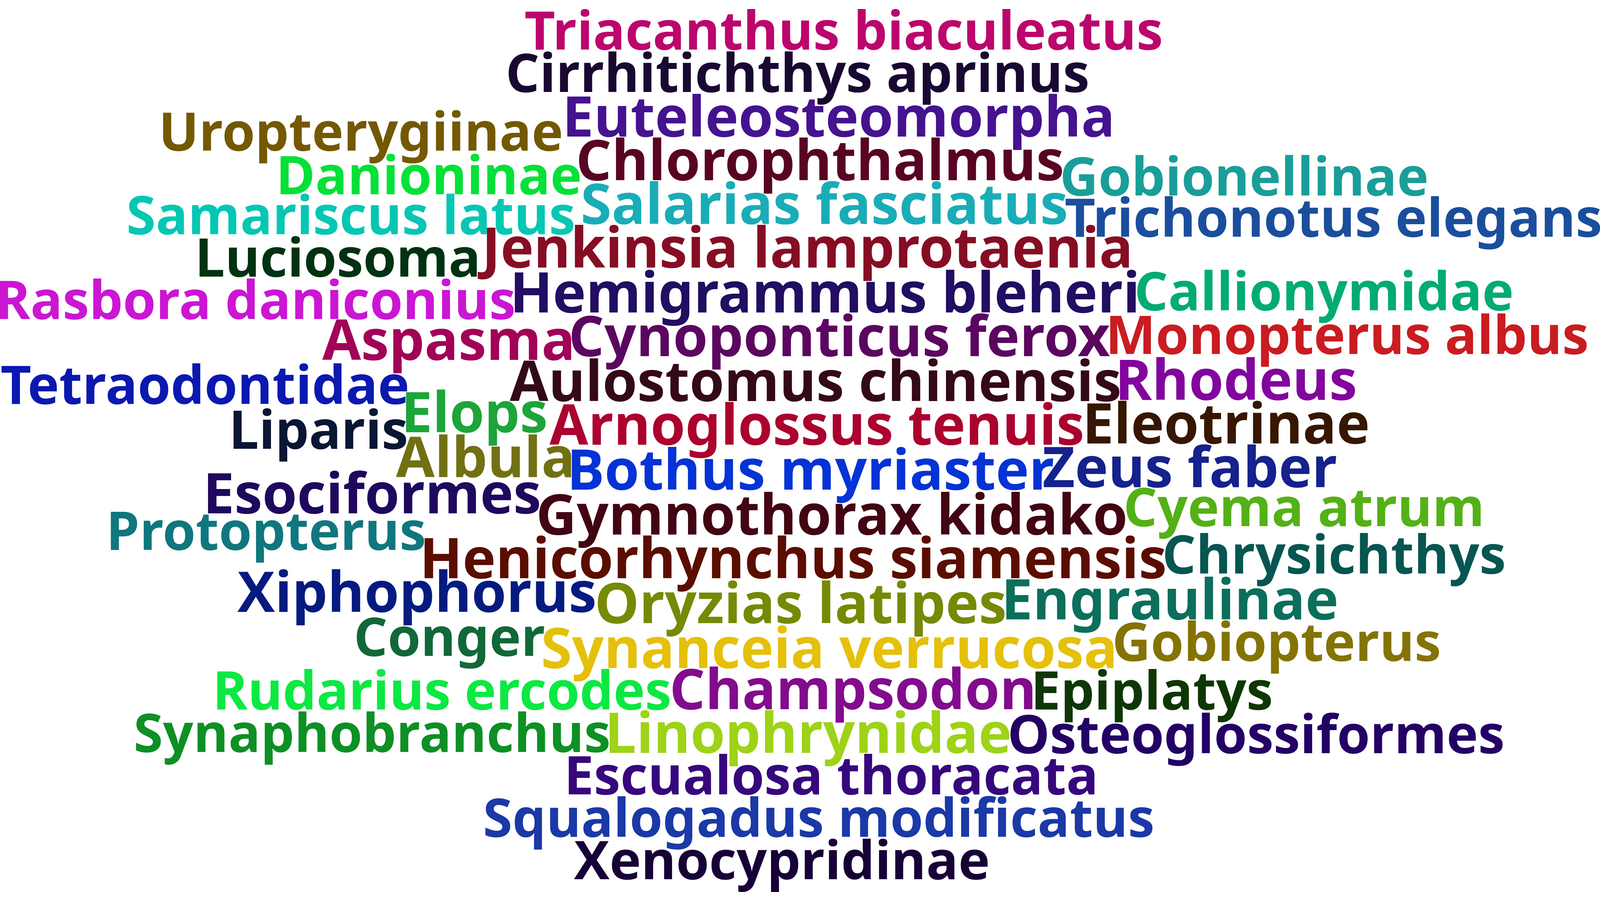 Triacanthus biaculeatus
Cirrhitichthys aprinus
Euteleosteomorpha
Uropterygiinae
Chlorophthalmus
Danioninae
Gobionellinae
Salarias fasciatus
Samariscus latus
Trichonotus elegans
Jenkinsia lamprotaenia
Luciosoma
Hemigrammus bleheri
Callionymidae
Rasbora daniconius
Cynoponticus ferox
Monopterus albus
Aspasma
Aulostomus chinensis
Rhodeus
Tetraodontidae
Elops
Arnoglossus tenuis
Eleotrinae
Liparis
Albula
Bothus myriaster
Zeus faber
Esociformes
Gymnothorax kidako
Cyema atrum
Protopterus
Henicorhynchus siamensis
Chrysichthys
Xiphophorus
Oryzias latipes
Engraulinae
Conger
Synanceia verrucosa
Gobiopterus
Rudarius ercodes
Champsodon
Epiplatys
Synaphobranchus
Linophrynidae
Osteoglossiformes
Escualosa thoracata
Squalogadus modificatus
Xenocypridinae